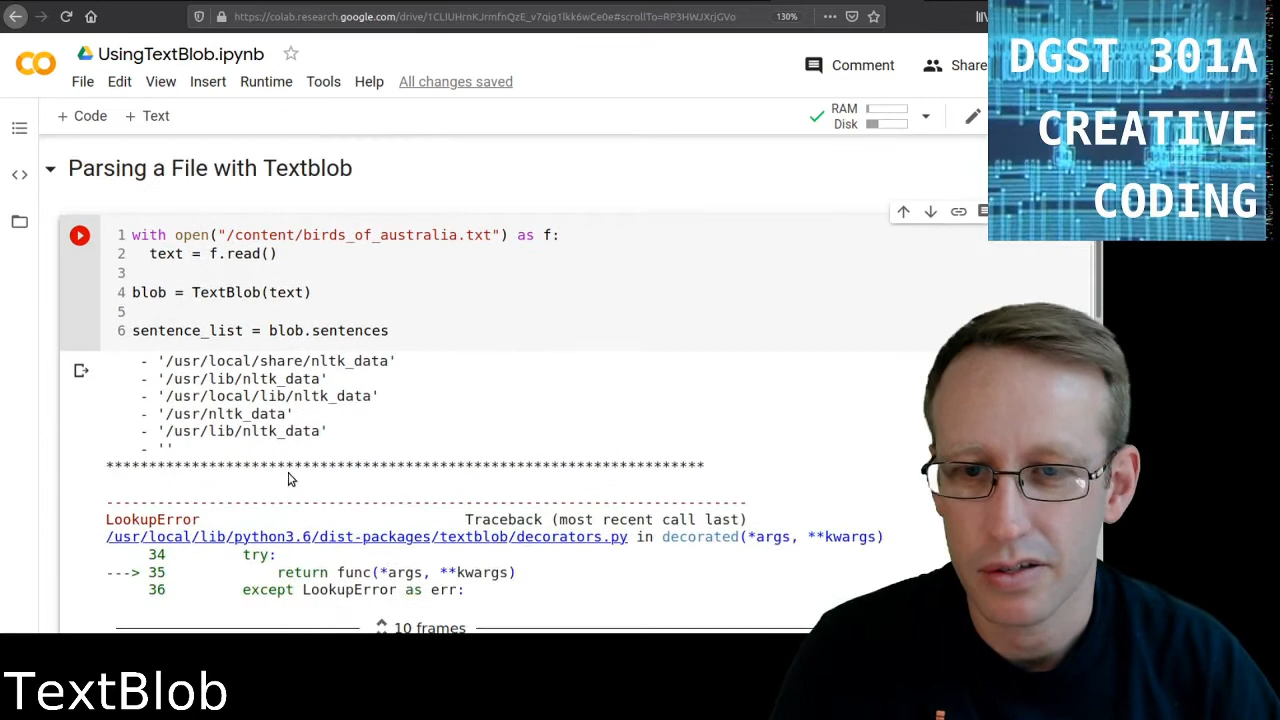 https://colab.research.google.com/drive/1CLIUHrnKJrmfnQzE_v7qig1lkk6wCe0e#scrollTo=RP3HWJXrjGVo
130%
UsingTextBlob.ipynb
File Edit View Insert Runtime Tools Help All changes saved
Comment
Share
+ Code + Text
RAM
Disk
DGST 301A
CREATIVE
CODING
Parsing a File with Textblob
1 with open("/content/birds_of_australia.txt") as f:
2 text = f.read()
3
4 blob = TextBlob(text)
5
6 sentence_list = blob.sentences
- '/usr/local/share/nltk_data'
- '/usr/lib/nltk_data'
- '/usr/local/lib/nltk_data'
- '/usr/nltk_data'
- '/usr/lib/nltk_data'
- ''
**********************************************************************
---------------------------------------------------------------------------
LookupError Traceback (most recent call last)
/usr/local/lib/python3.6/dist-packages/textblob/decorators.py in decorated(*args, **kwargs)
34 try:
---> 35 return func(*args, **kwargs)
36 except LookupError as err:
10 frames
TextBlob